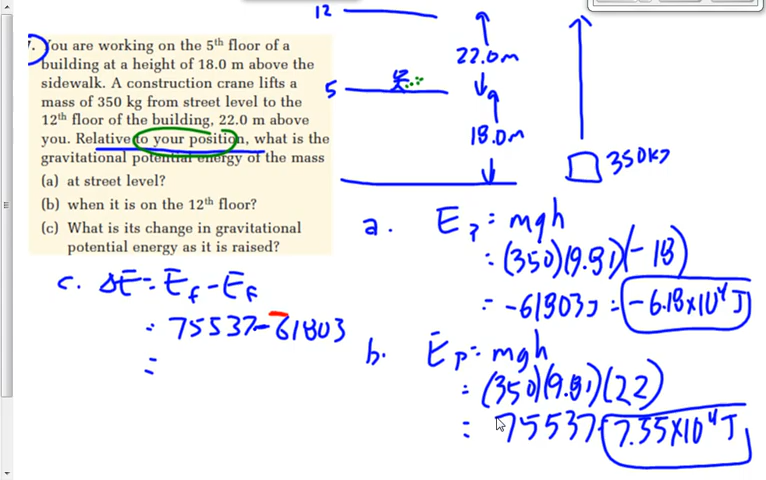 7. You are working on the 5th floor of a
building at a height of 18.0 m above the
sidewalk. A construction crane lifts a
mass of 350 kg from street level to the
12th floor of the building, 22.0 m above
you. Relative to your position, what is the
gravitational potential energy of the mass
(a) at street level?
(b) when it is on the 12th floor?
(c) What is its change in gravitational
potential energy as it is raised?
12
22.0m
5
18.0m
350kg
a. Ep = mgh
= (350)(9.81)(-18)
= -61803J = -6.18×10⁴ J
b. Ep = mgh
= (350)(9.81)(22)
= 75537 = 7.55×10⁴ J
c. ΔE = Ef - Ef
= 75537 - 61803
=